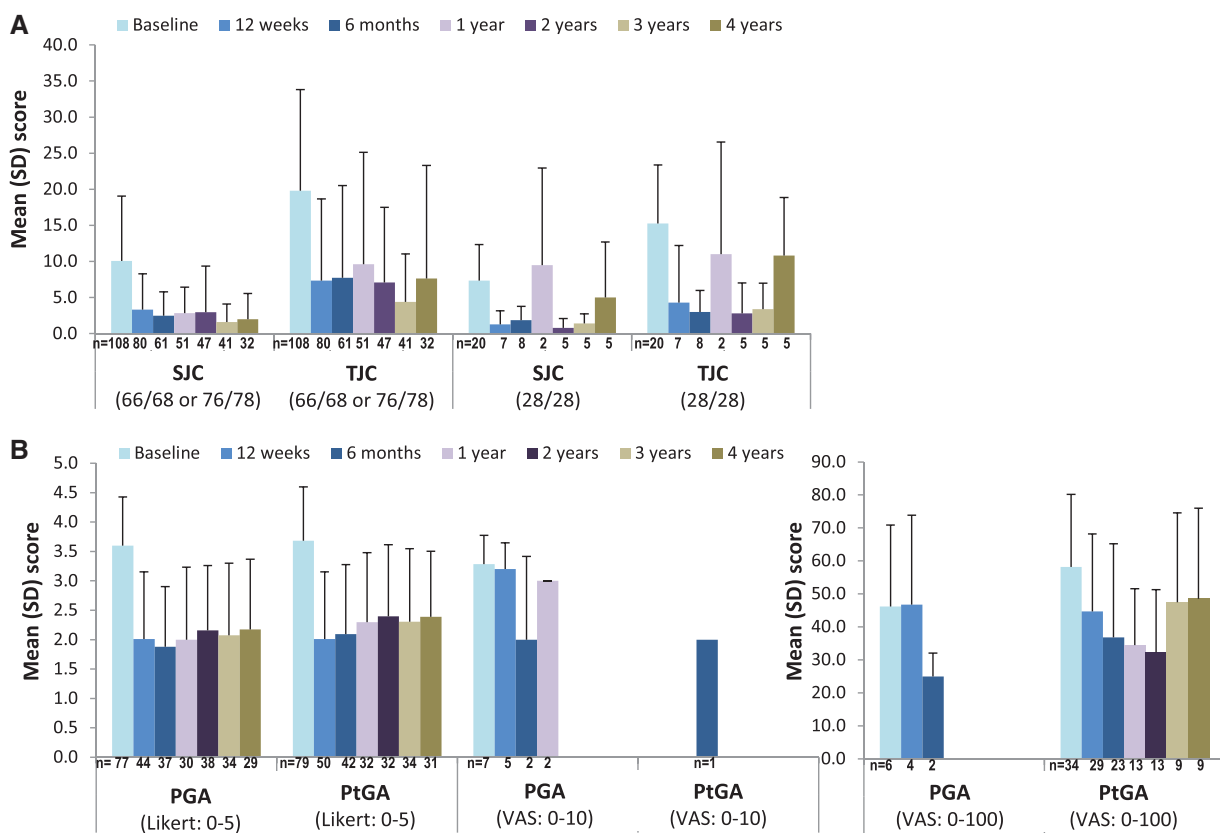 A
Baseline 12 weeks 6 months 1 year 2 years 3 years 4 years
Mean (SD) score
40.0
35.0
30.0
25.0
20.0
15.0
10.0
5.0
0.0
n=108 80 61 51 47 41 32 n=108 80 61 51 47 41 32 n=20 7 8 2 5 5 5 n=20 7 8 2 5 5 5
SJC TJC SJC TJC
(66/68 or 76/78) (66/68 or 76/78) (28/28) (28/28)
B
Baseline 12 weeks 6 months 1 year 2 years 3 years 4 years
Mean (SD) score
5.0
4.5
4.0
3.5
3.0
2.5
2.0
1.5
1.0
0.5
0.0
n= 77 44 37 30 38 34 29 n=79 50 42 32 32 34 31 n=7 5 2 2 n=1
PGA PtGA PGA PtGA
(Likert: 0-5) (Likert: 0-5) (VAS: 0-10) (VAS: 0-10)
Mean (SD) score
90.0
80.0
70.0
60.0
50.0
40.0
30.0
20.0
10.0
0.0
n=6 4 2 n=34 29 23 13 13 9 9
PGA PtGA
(VAS: 0-100) (VAS: 0-100)